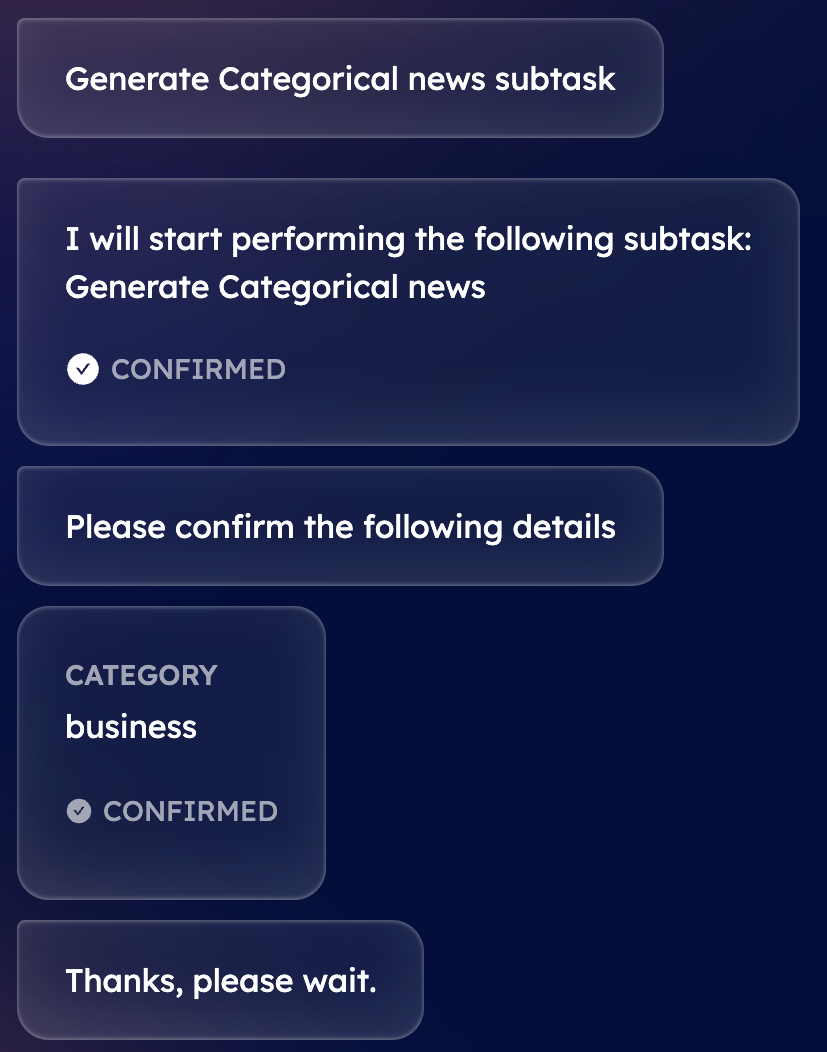 Generate Categorical news subtask
I will start performing the following subtask:
Generate Categorical news
CONFIRMED
Please confirm the following details
CATEGORY
business
CONFIRMED
Thanks, please wait.